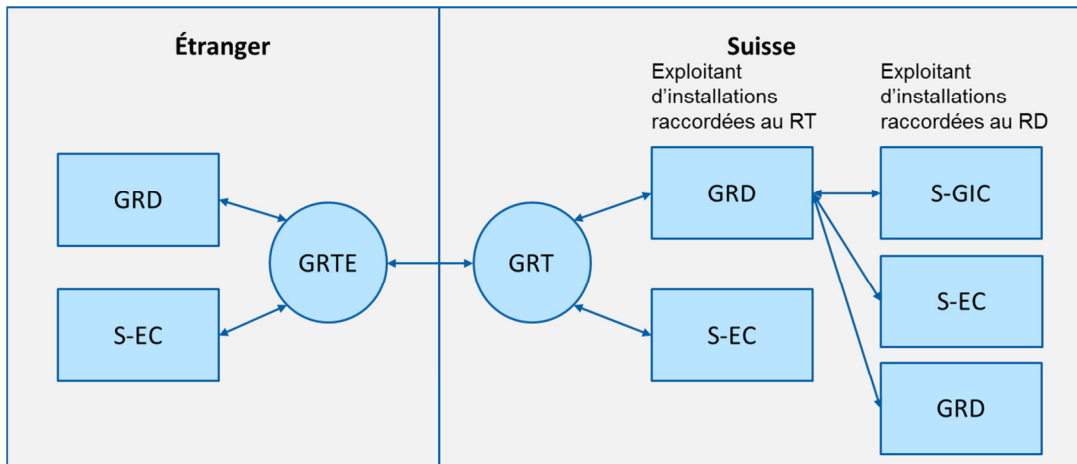 Étranger
GRD
GRTE
S-EC
Suisse
Exploitant
d'installations
raccordées au RT
Exploitant
d'installations
raccordées au RD
GRT
GRD
S-EC
S-GIC
S-EC
GRD